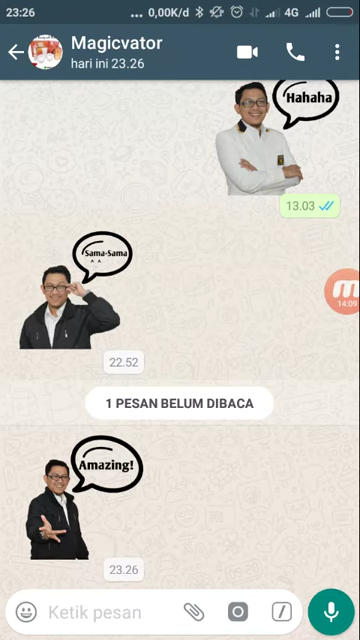 23:26
... 0,00K/d 4G
Magicvator
hari ini 23.26
Hahaha
13.03
Sama-Sama
^ ^
22.52
14:09
1 PESAN BELUM DIBACA
Amazing!
23.26
Ketik pesan